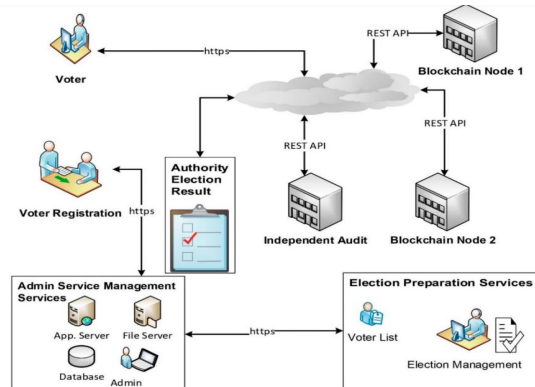 REST API
https
Voter
Blockchain Node 1
REST API
REST API
Authority
Election
Result
Voter Registration
https
Independent Audit
Blockchain Node 2
Admin Service Management
Services
App. Server
File Server
Database
Admin
https
Election Preparation Services
Voter List
Election Management